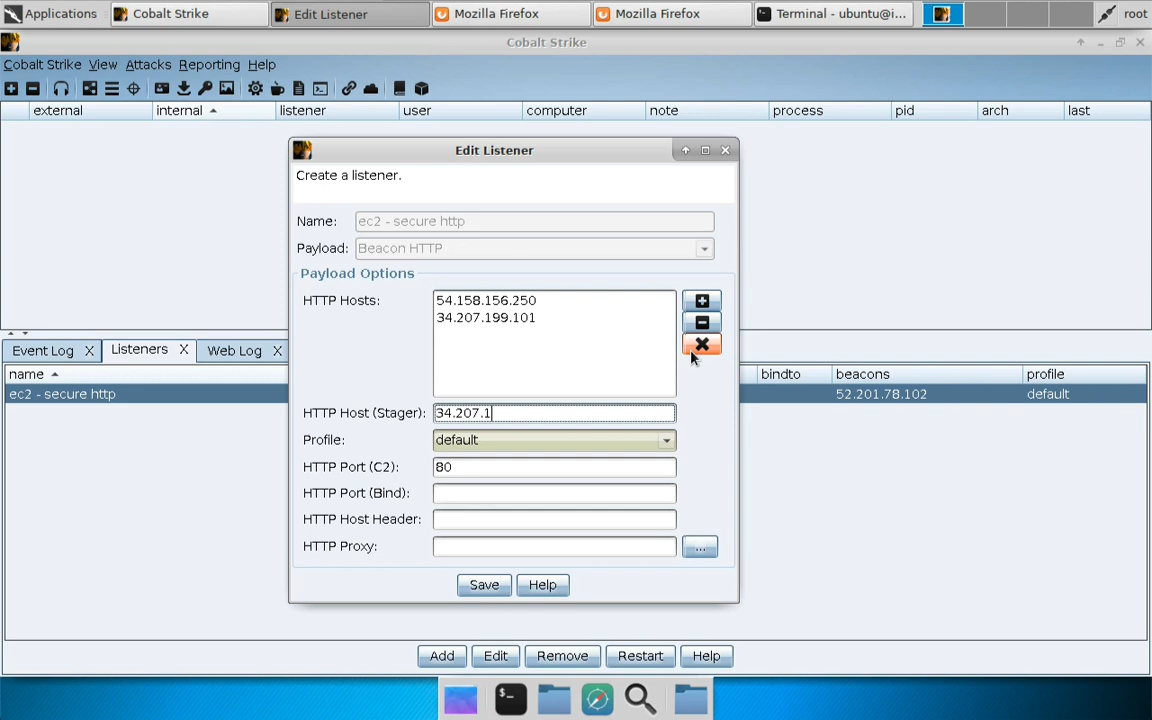 Applications
Cobalt Strike
Edit Listener
Mozilla Firefox
Mozilla Firefox
Terminal - ubuntu@i...
root
Cobalt Strike
Cobalt Strike View Attacks Reporting Help
external internal listener user computer note process pid arch last
Edit Listener
Create a listener.
Name: ec2 - secure http
Payload: Beacon HTTP
Payload Options
HTTP Hosts: 54.158.156.250
34.207.199.101
HTTP Host (Stager): 34.207.1
Profile: default
HTTP Port (C2): 80
HTTP Port (Bind):
HTTP Host Header:
HTTP Proxy: ...
Save Help
Event Log X Listeners X Web Log X
name bindto beacons profile
ec2 - secure http 52.201.78.102 default
Add Edit Remove Restart Help